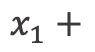 x₁ +